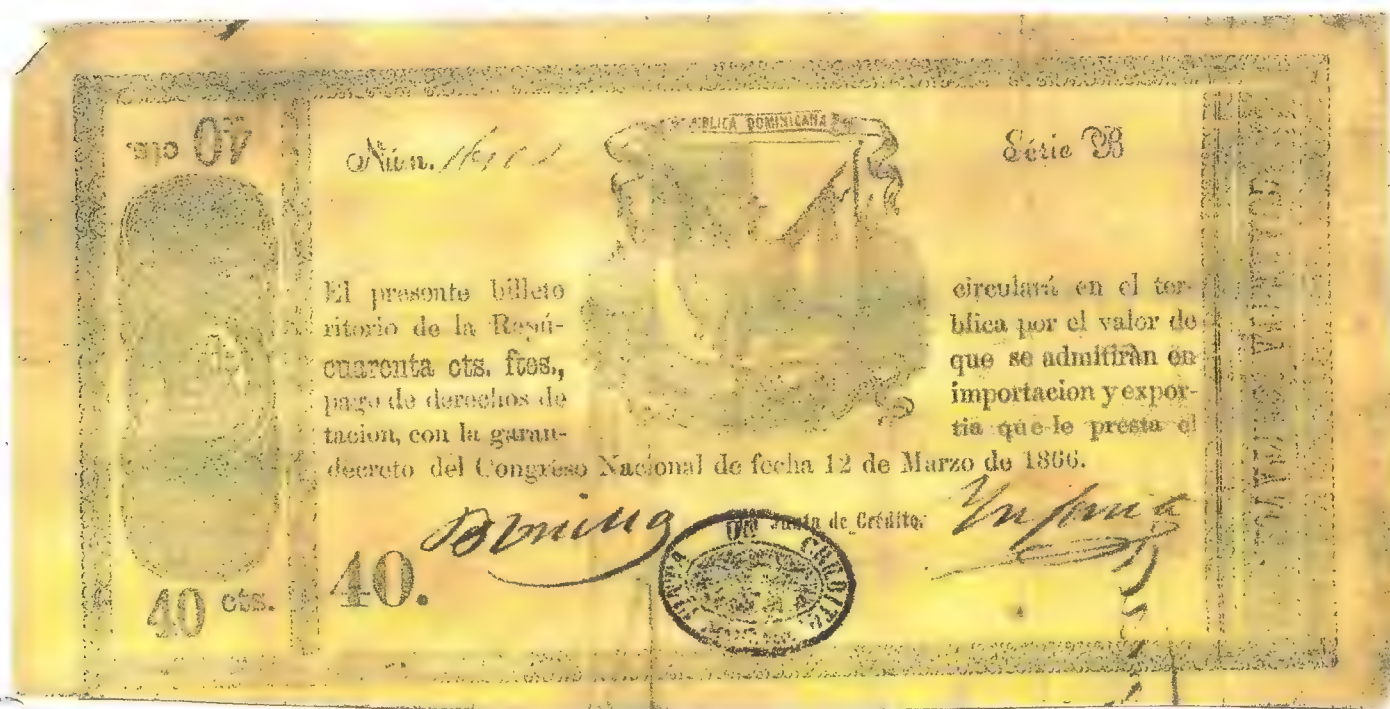 40 cts
Núm.
REPUBLICA DOMINICANA
Série B
El presente billete circulará en el ter-
ritorio de la Repú- blica por el valor de
cuarenta cts. ftes., que se admitiràn en
pago de derechos de importacion y expor-
tacion, con la garan- tia que le presta el
decreto del Congreso Nacional de fecha 12 de Marzo de 1866.
Junta de Crédito:
40.
40 cts.